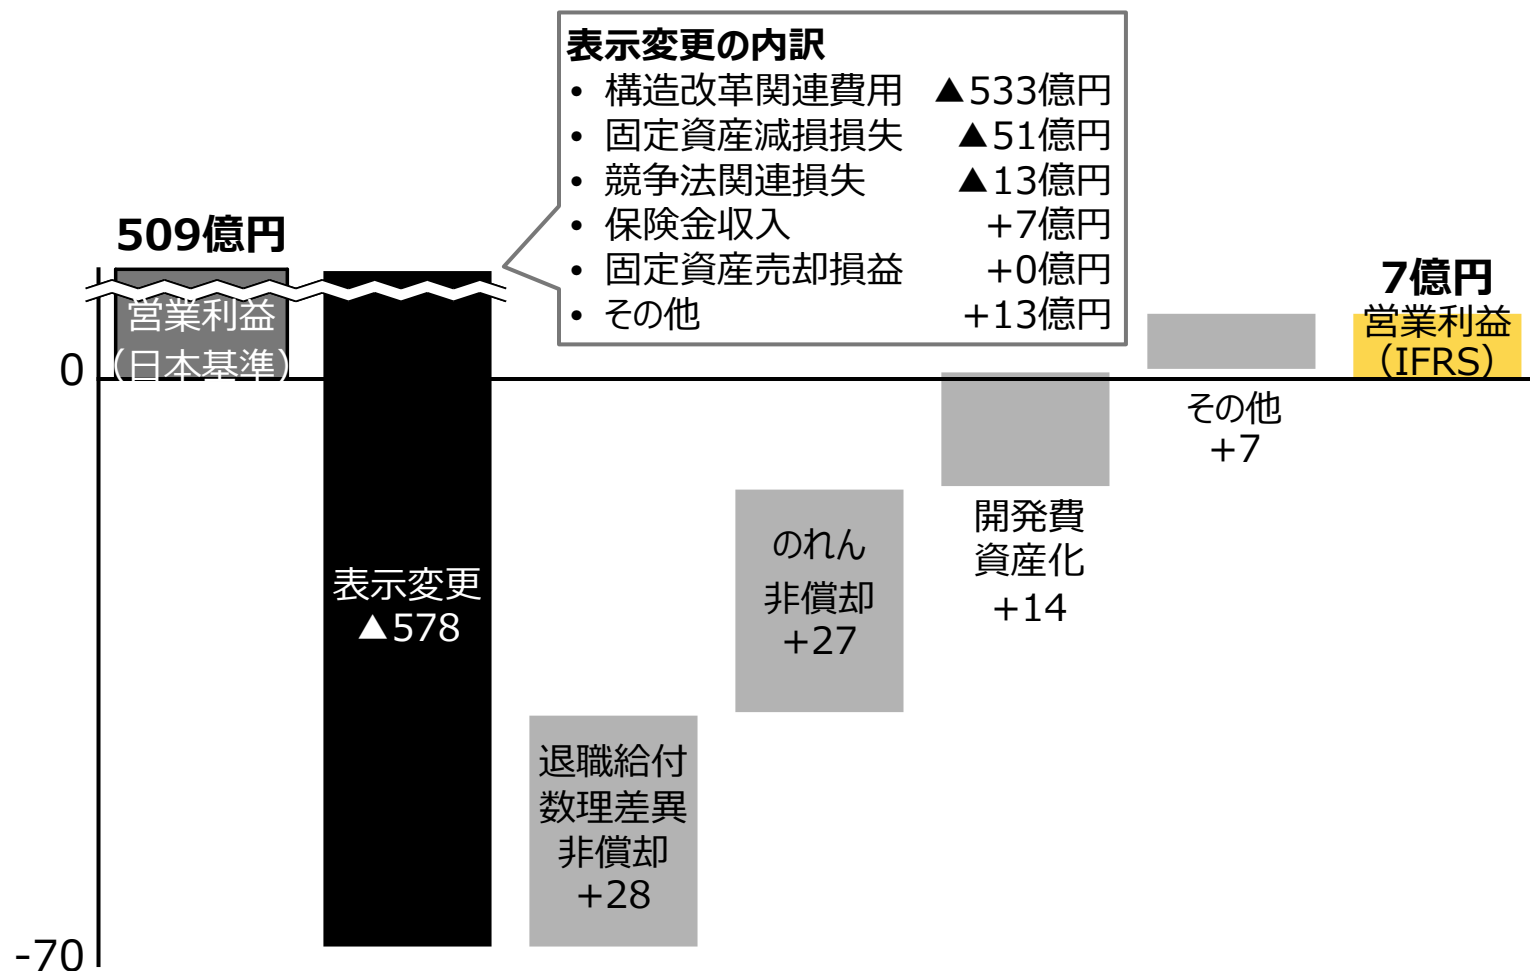 表示変更の内訳
• 構造改革関連費用 ▲533億円
• 固定資産減損損失 ▲51億円
• 競争法関連損失 ▲13億円
• 保険金収入 +7億円
• 固定資産売却損益 +0億円
• その他 +13億円
509億円
営業利益
(日本基準)
0
-70
表示変更
▲578
退職給付
数理差異
非償却
+28
のれん
非償却
+27
開発費
資産化
+14
その他
+7
7億円
営業利益
(IFRS)